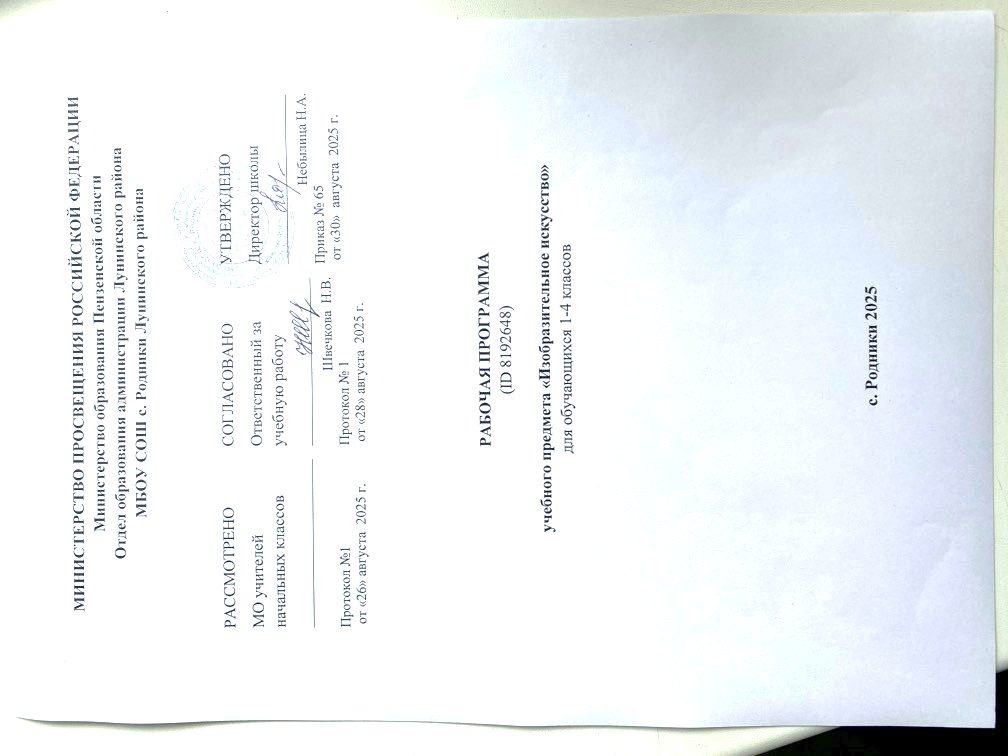 МИНИСТЕРСТВО ПРОСВЕЩЕНИЯ РОССИЙСКОЙ ФЕДЕРАЦИИ
Министерство образования Пензенской области
Отдел образования администрации Лунинского района
МБОУ СОШ с. Родники Лунинского района
РАССМОТРЕНО
МО учителей
начальных классов
Протокол №1
от «26» августа 2025 г.
СОГЛАСОВАНО
Ответственный за
учебную работу
Швечкова Н.В.
Протокол № 1
от «28» августа 2025 г.
УТВЕРЖДЕНО
Директор школы
Небылица Н.А.
Приказ № 65
от «30» августа 2025 г.
РАБОЧАЯ ПРОГРАММА
(ID 8192648)
учебного предмета «Изобразительное искусство»
для обучающихся 1-4 классов
с. Родники 2025